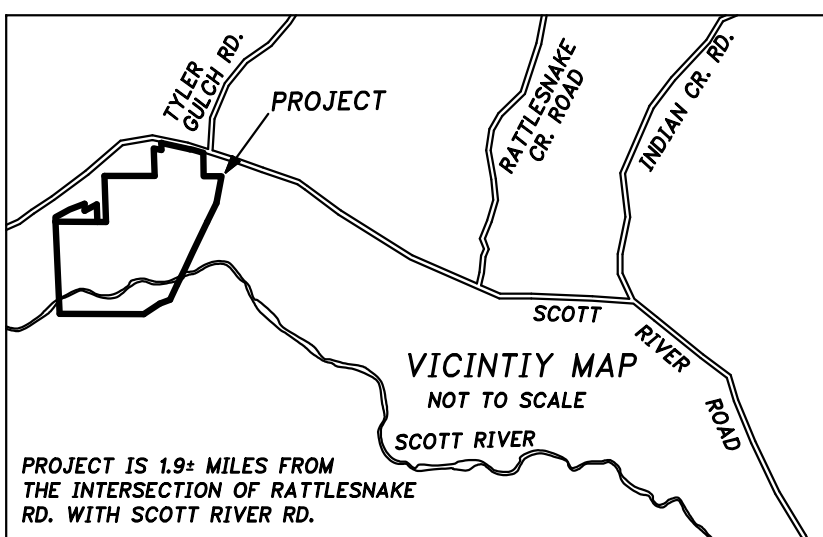 TYLER
GULCH RD.
PROJECT
RATTLESNAKE
CR. ROAD
INDIAN CR. RD.
SCOTT
RIVER
ROAD
VICINTIY MAP
NOT TO SCALE
SCOTT RIVER
PROJECT IS 1.9± MILES FROM
THE INTERSECTION OF RATTLESNAKE
RD. WITH SCOTT RIVER RD.